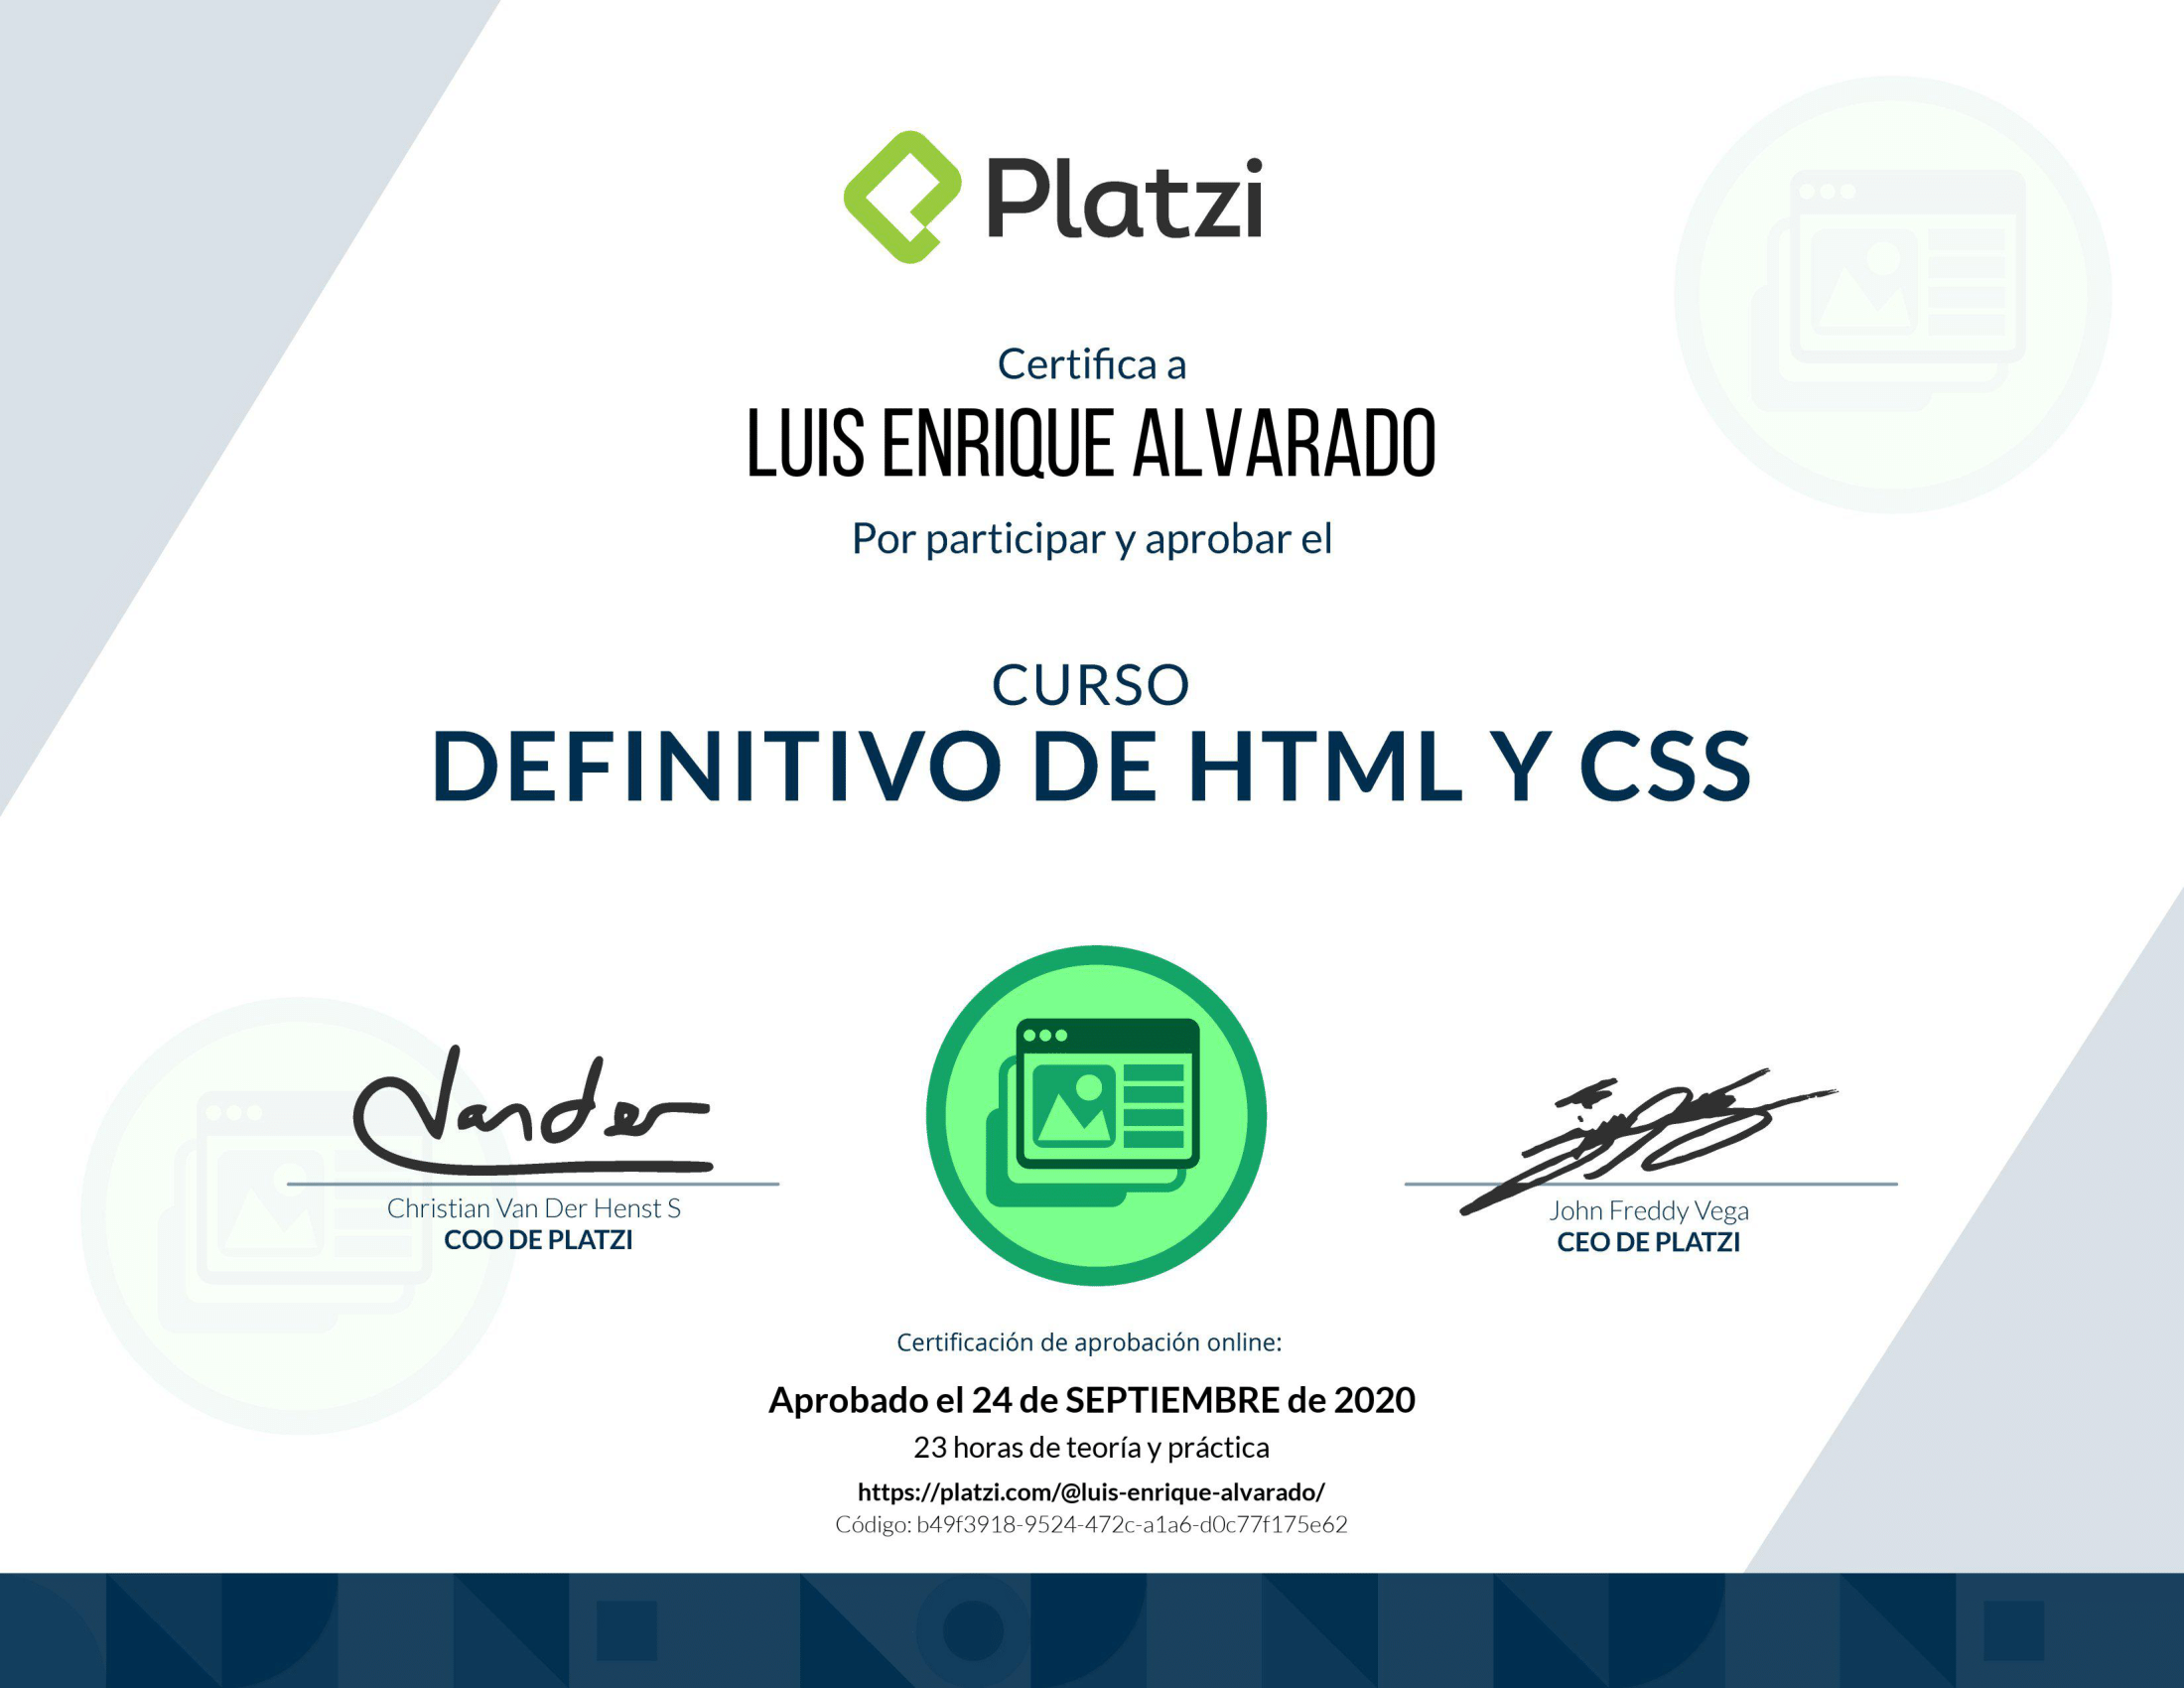 Platzi
Certifica a
LUIS ENRIQUE ALVARADO
Por participar y aprobar el
CURSO
DEFINITIVO DE HTML Y CSS
Vander
Christian Van Der Henst S
COO DE PLATZI
John Freddy Vega
CEO DE PLATZI
Certificación de aprobación online:
Aprobado el 24 de SEPTIEMBRE de 2020
23 horas de teoría y práctica
https://platzi.com/@luis-enrique-alvarado/
Código: b49f3918-9524-472c-a1a6-d0c77f175e62